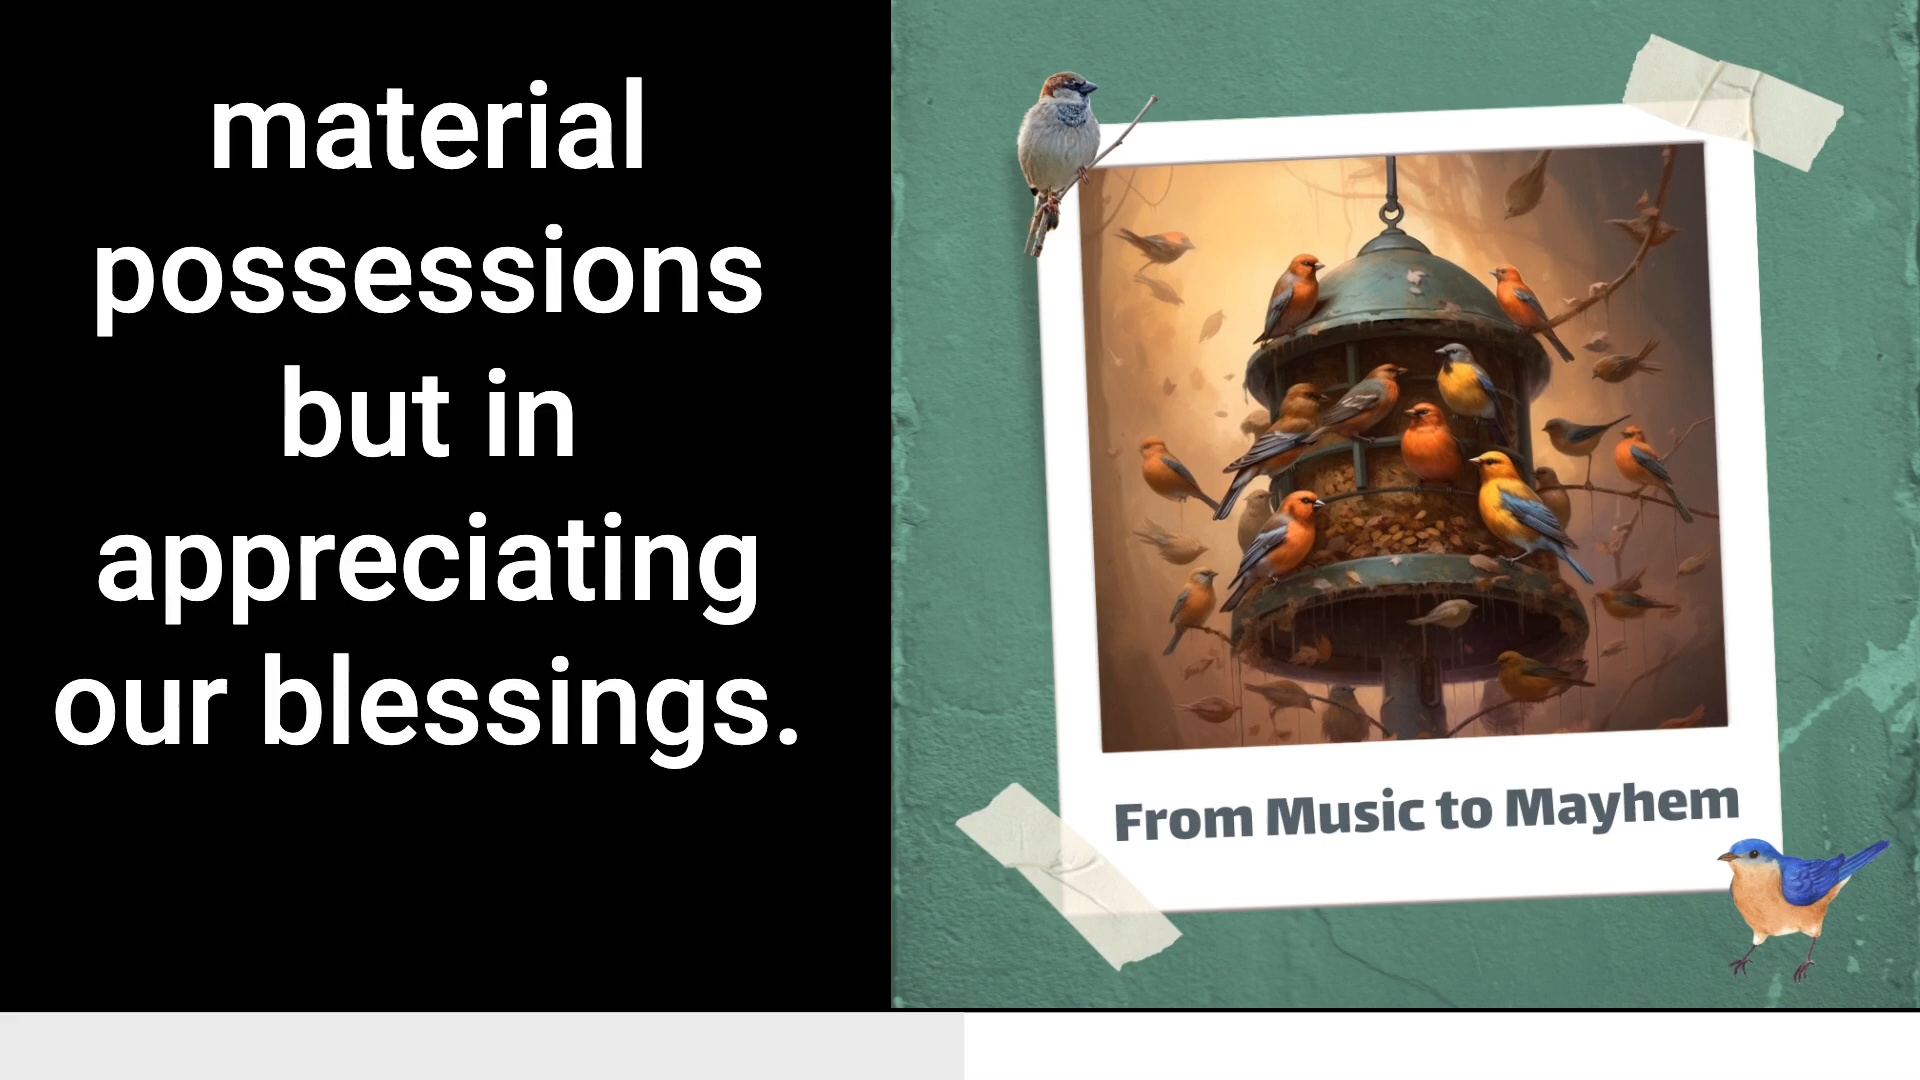 material
possessions
but in
appreciating
our blessings.
From Music to Mayhem